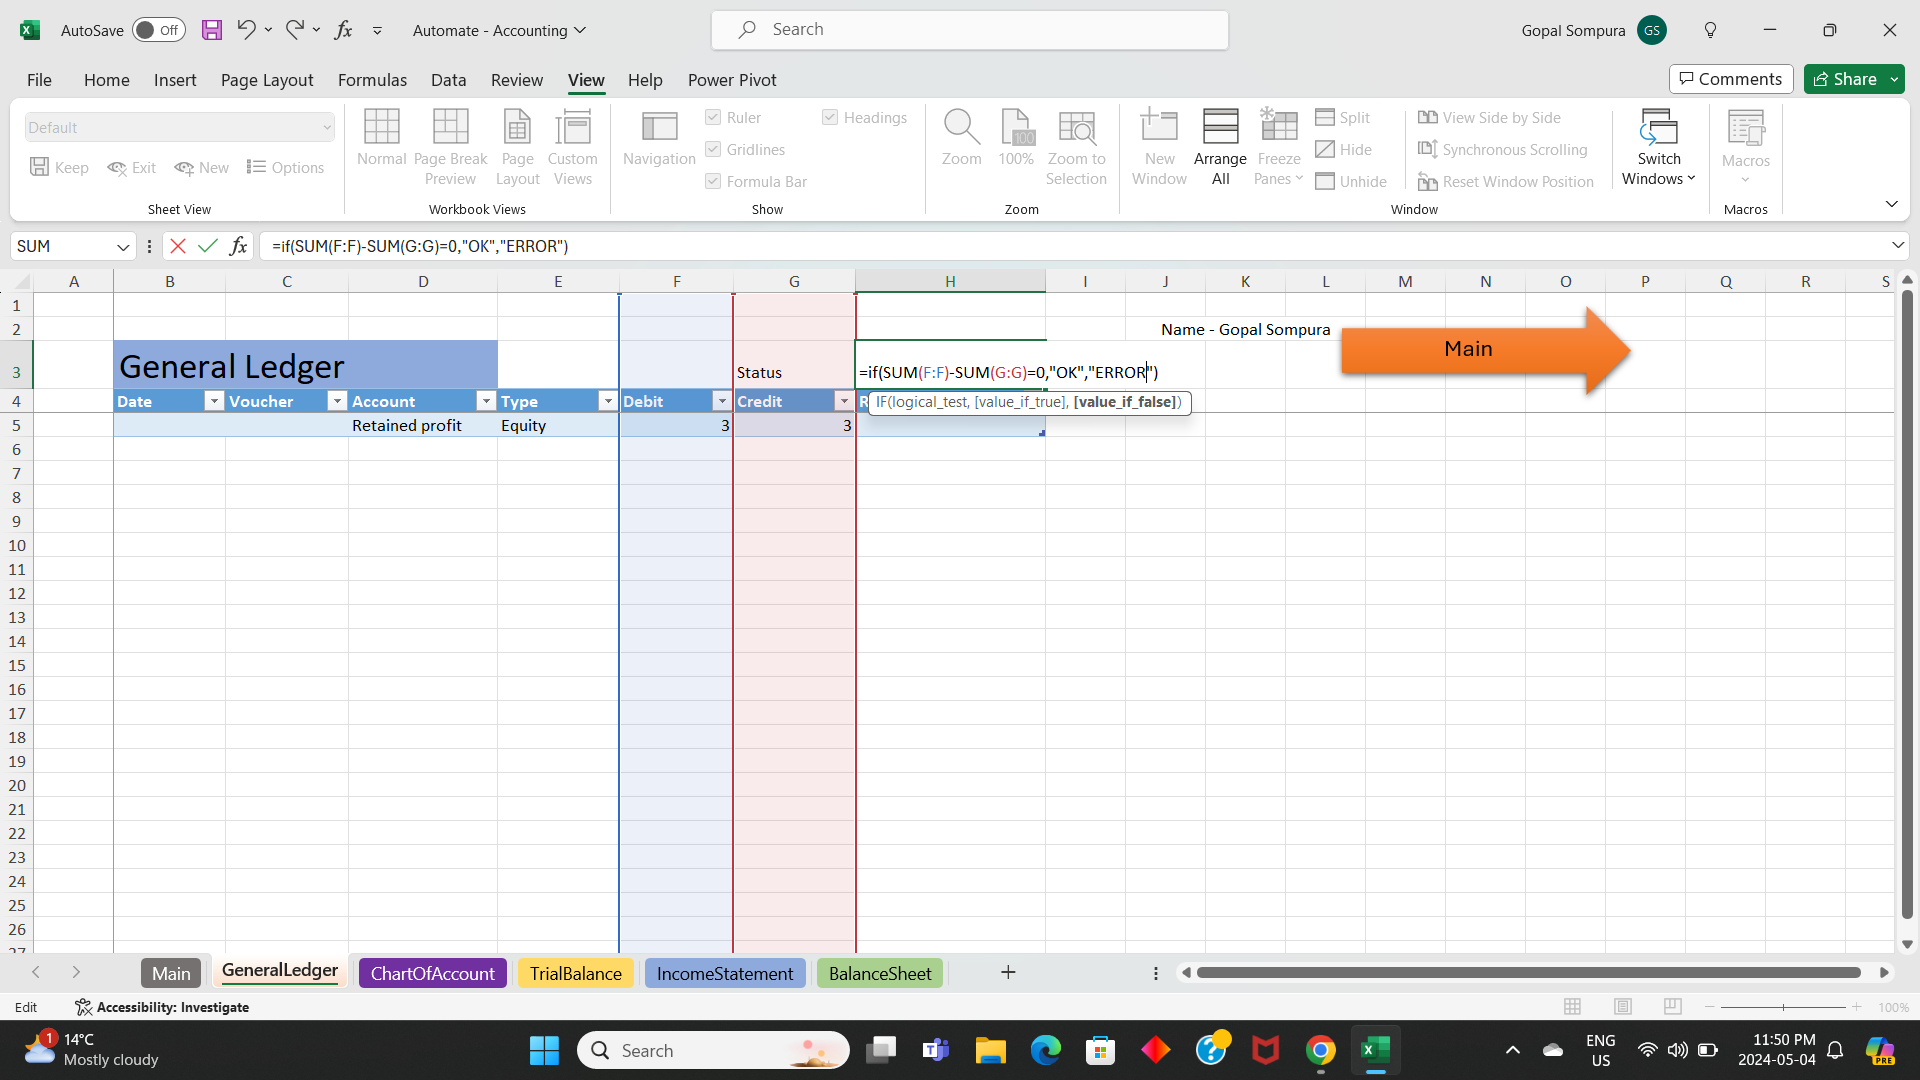 AutoSave Off Automate - Accounting Search Gopal Sompura GS
File Home Insert Page Layout Formulas Data Review View Help Power Pivot Comments Share
Default
Keep Exit New Options
Sheet View
Normal Page Break Preview Page Layout Custom Views
Workbook Views
Navigation
Ruler Headings
Gridlines
Formula Bar
Show
Zoom 100 100% Zoom to Selection
Zoom
New Window Arrange All Freeze Panes
Split
Hide
Unhide
View Side by Side
Synchronous Scrolling
Reset Window Position
Switch Windows
Window
Macros
Macros
SUM fx =if(SUM(F:F)-SUM(G:G)=0,"OK","ERROR")
A B C D E F G H I J K L M N O P Q R S
1
2 Name - Gopal Sompura
Main
3 General Ledger Status =if(SUM(F:F)-SUM(G:G)=0,"OK","ERROR")
4 Date Voucher Account Type Debit Credit R
IF(logical_test, [value_if_true], [value_if_false])
5 Retained profit Equity 3 3
6
7
8
9
10
11
12
13
14
15
16
17
18
19
20
21
22
23
24
25
26
27
Main GeneralLedger ChartOfAccount TrialBalance IncomeStatement BalanceSheet
Edit Accessibility: Investigate 100%
1 14°C
Mostly cloudy
Search
ENG
US
11:50 PM
2024-05-04
PRE